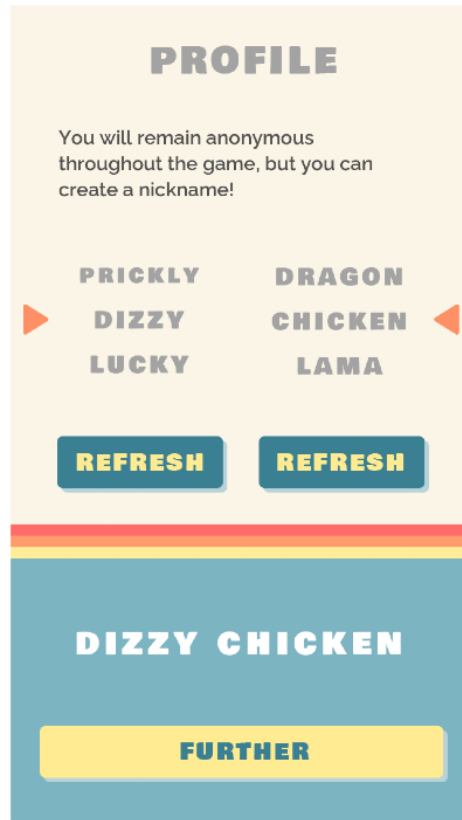 PROFILE
You will remain anonymous
throughout the game, but you can
create a nickname!
PRICKLY DRAGON
DIZZY CHICKEN
LUCKY LAMA
REFRESH REFRESH
DIZZY CHICKEN
FURTHER